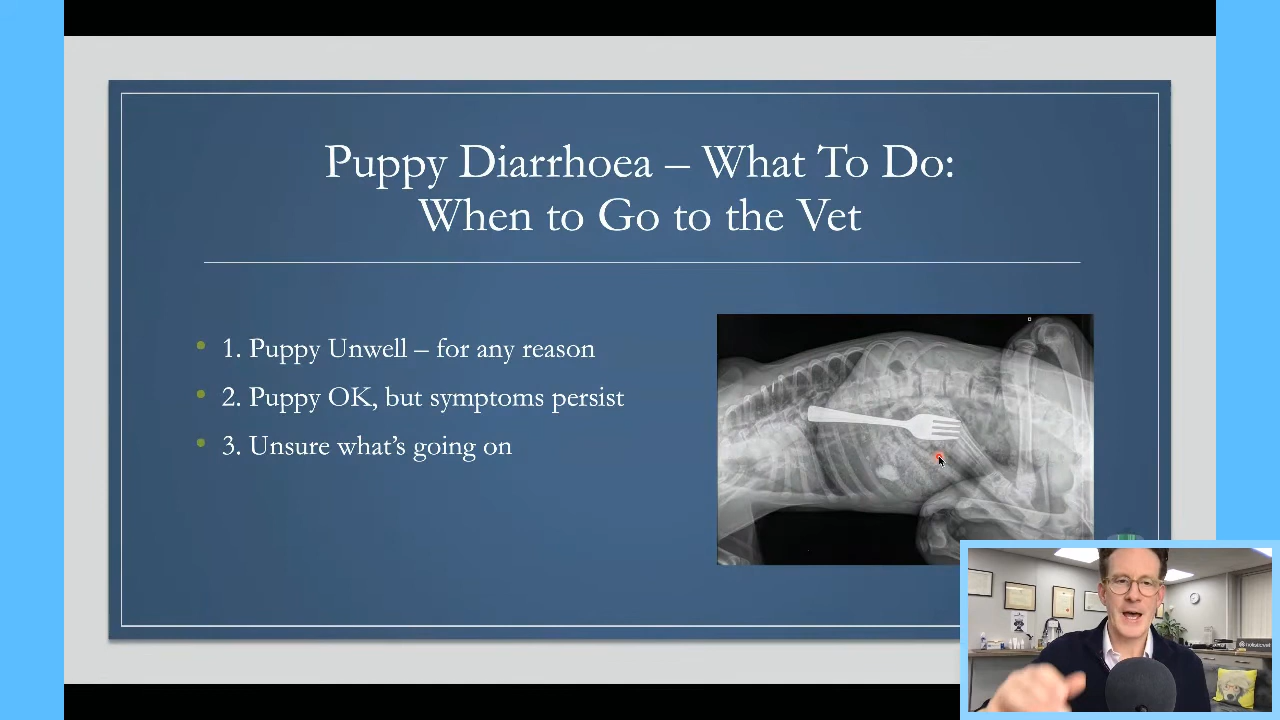 Puppy Diarrhoea – What To Do:
When to Go to the Vet
1. Puppy Unwell – for any reason
2. Puppy OK, but symptoms persist
3. Unsure what's going on